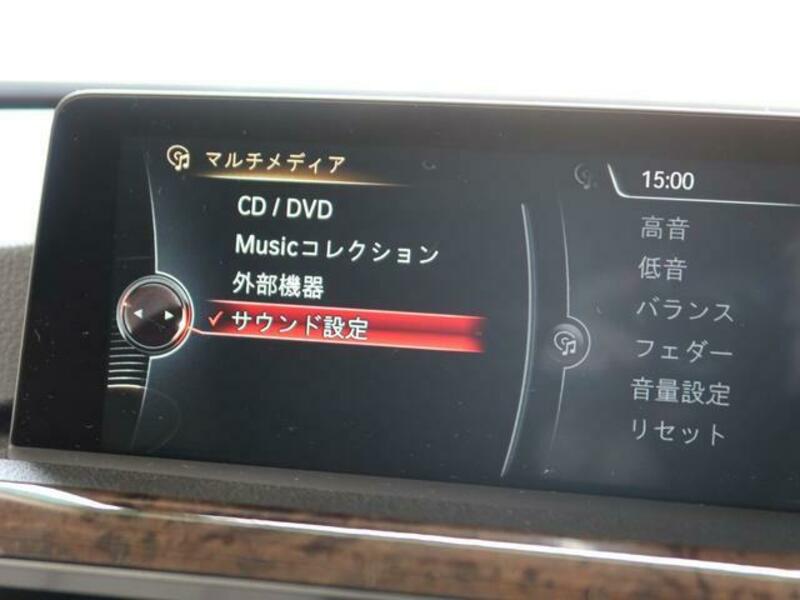 マルチメディア
CD / DVD
Musicコレクション
外部機器
サウンド設定
15:00
高音
低音
バランス
フェダー
音量設定
リセット